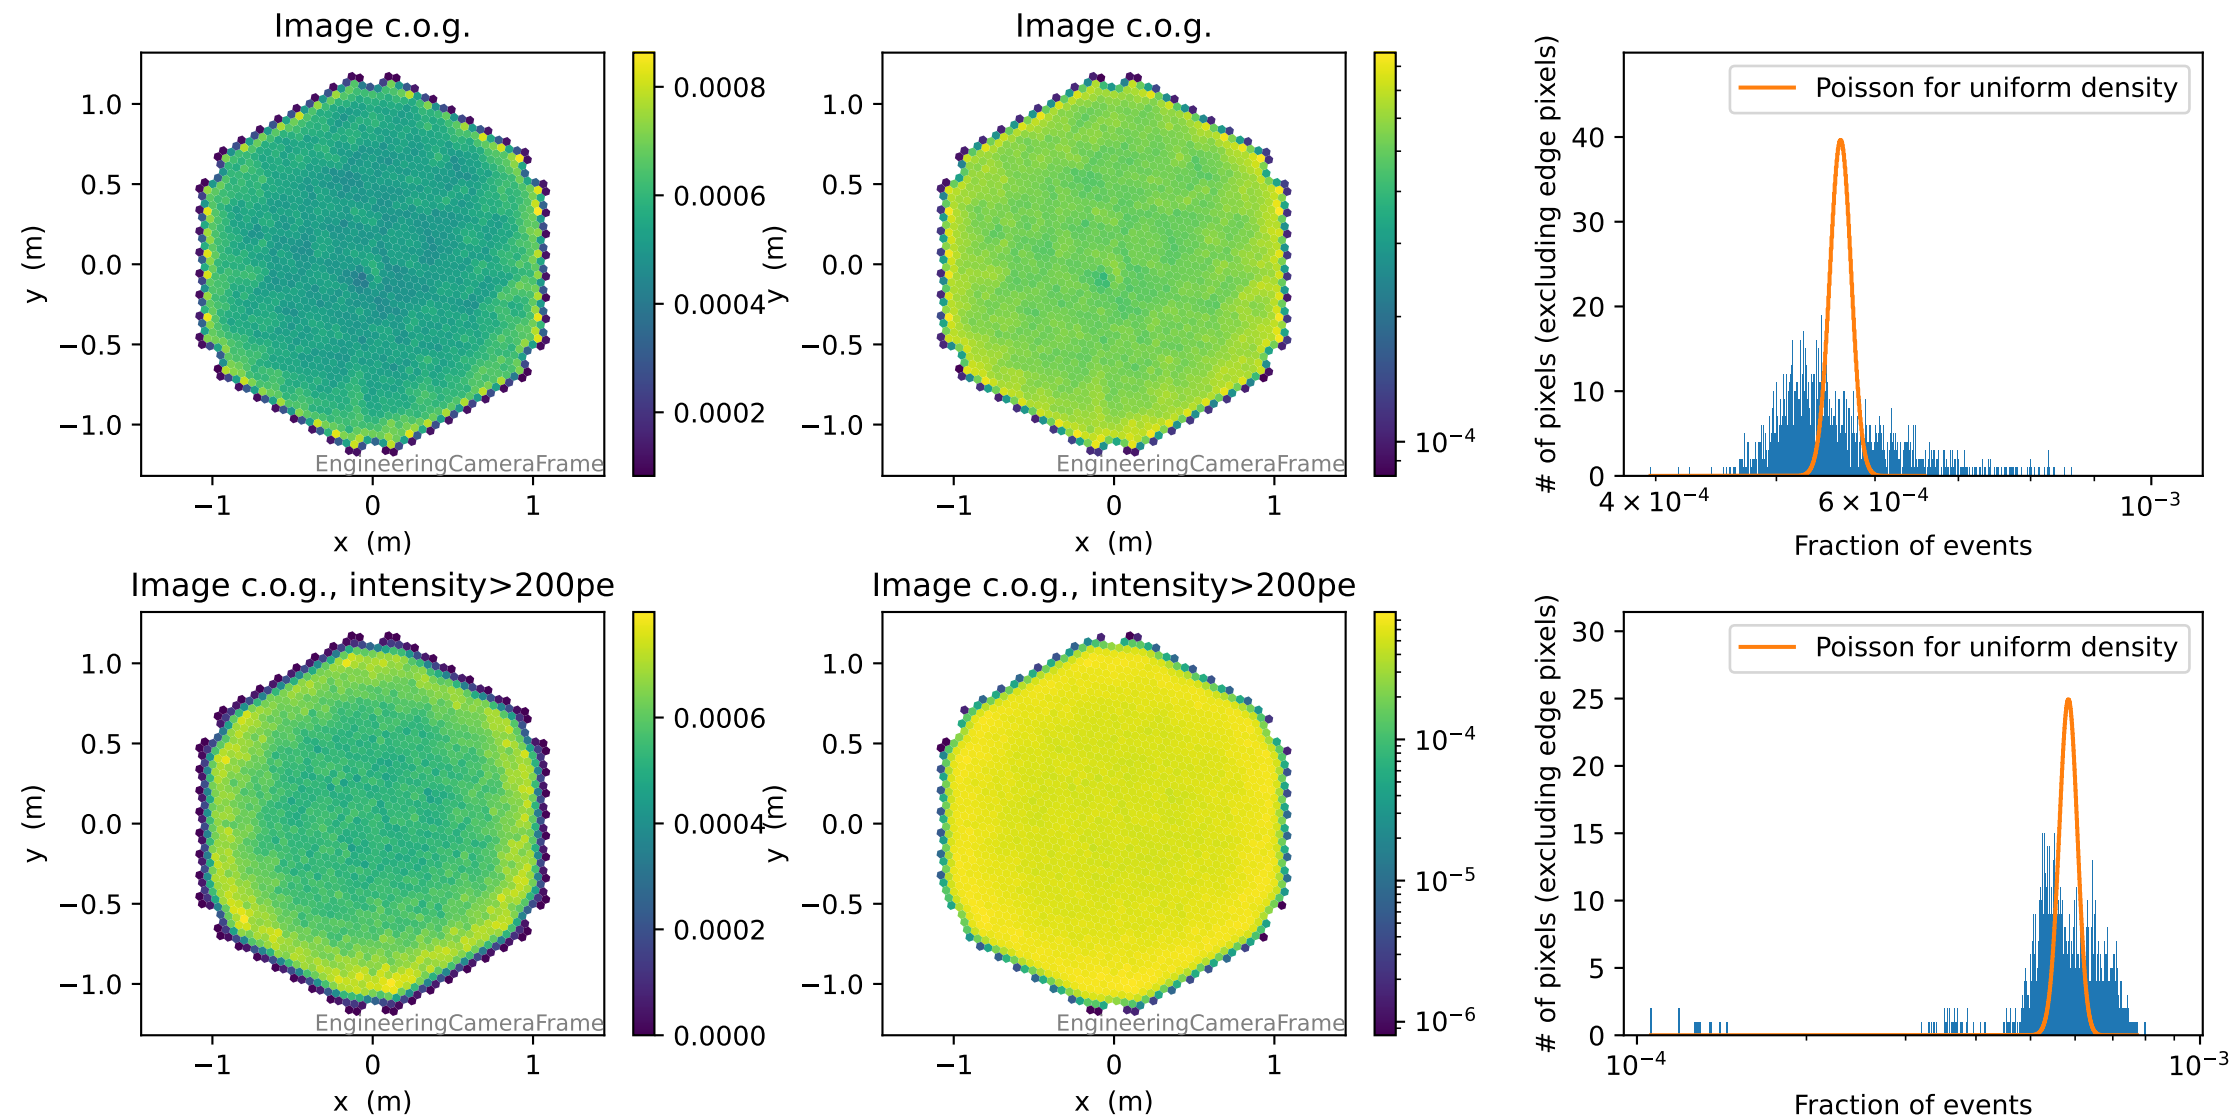 Image c.o.g.
1.0
0.5
0.0
−0.5
−1.0
y (m)
−1
0
1
x (m)
EngineeringCameraFrame
0.0008
0.0006
0.0004
0.0002
Image c.o.g.
1.0
0.5
0.0
−0.5
−1.0
y (m)
−1
0
1
x (m)
EngineeringCameraFrame
10⁻⁴
# of pixels (excluding edge pixels)
40
30
20
10
0
Poisson for uniform density
4 × 10⁻⁴
6 × 10⁻⁴
10⁻³
Fraction of events
Image c.o.g., intensity>200pe
1.0
0.5
0.0
−0.5
−1.0
y (m)
−1
0
1
x (m)
EngineeringCameraFrame
0.0006
0.0004
0.0002
0.0000
Image c.o.g., intensity>200pe
1.0
0.5
0.0
−0.5
−1.0
y (m)
−1
0
1
x (m)
EngineeringCameraFrame
10⁻⁴
10⁻⁵
10⁻⁶
# of pixels (excluding edge pixels)
30
25
20
15
10
5
0
Poisson for uniform density
10⁻⁴
10⁻³
Fraction of events